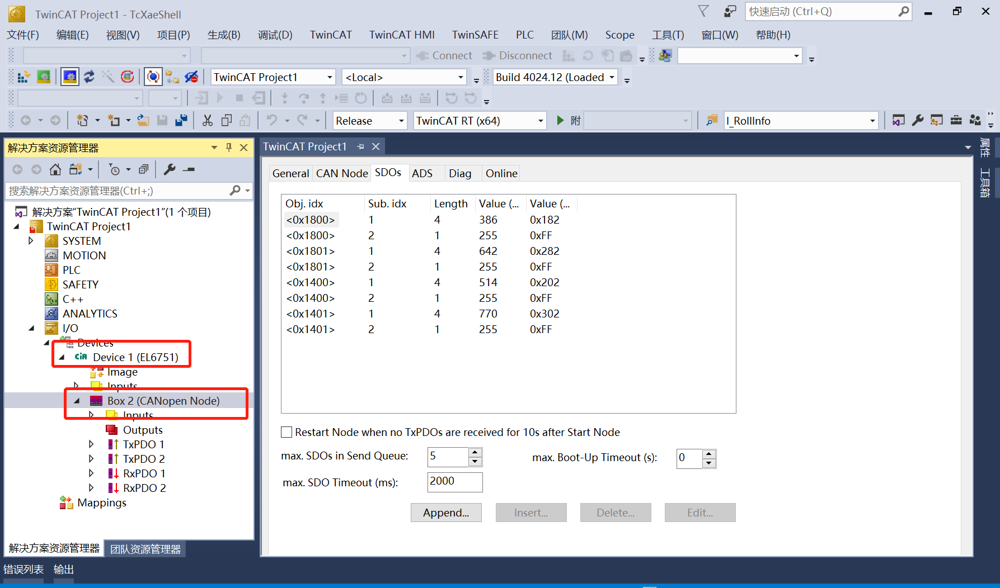 TwinCAT Project1 - TcXaeShell
快速启动 (Ctrl+Q)
文件(F) 编辑(E) 视图(V) 项目(P) 生成(B) 调试(D) TwinCAT TwinCAT HMI TwinSAFE PLC 团队(M) Scope 工具(T) 窗口(W) 帮助(H)
Connect Disconnect
TwinCAT Project1 <Local> Build 4024.12 (Loaded
Release TwinCAT RT (x64) 附 I_RollInfo
解决方案资源管理器
搜索解决方案资源管理器(Ctrl+;)
解决方案"TwinCAT Project1"(1 个项目)
TwinCAT Project1
SYSTEM
MOTION
PLC
SAFETY
C++
ANALYTICS
I/O
Devices
CiA Device 1 (EL6751)
Image
Inputs
Box 2 (CANopen Node)
Inputs
Outputs
TxPDO 1
TxPDO 2
RxPDO 1
RxPDO 2
Mappings
解决方案资源管理器 团队资源管理器
TwinCAT Project1
General CAN Node SDOs ADS Diag Online
Obj. idx Sub. idx Length Value (... Value (...
<0x1800> 1 4 386 0x182
<0x1800> 2 1 255 0xFF
<0x1801> 1 4 642 0x282
<0x1801> 2 1 255 0xFF
<0x1400> 1 4 514 0x202
<0x1400> 2 1 255 0xFF
<0x1401> 1 4 770 0x302
<0x1401> 2 1 255 0xFF
Restart Node when no TxPDOs are received for 10s after Start Node
max. SDOs in Send Queue: 5 max. Boot-Up Timeout (s): 0
max. SDO Timeout (ms): 2000
Append... Insert... Delete... Edit...
属性
工具箱
错误列表 输出